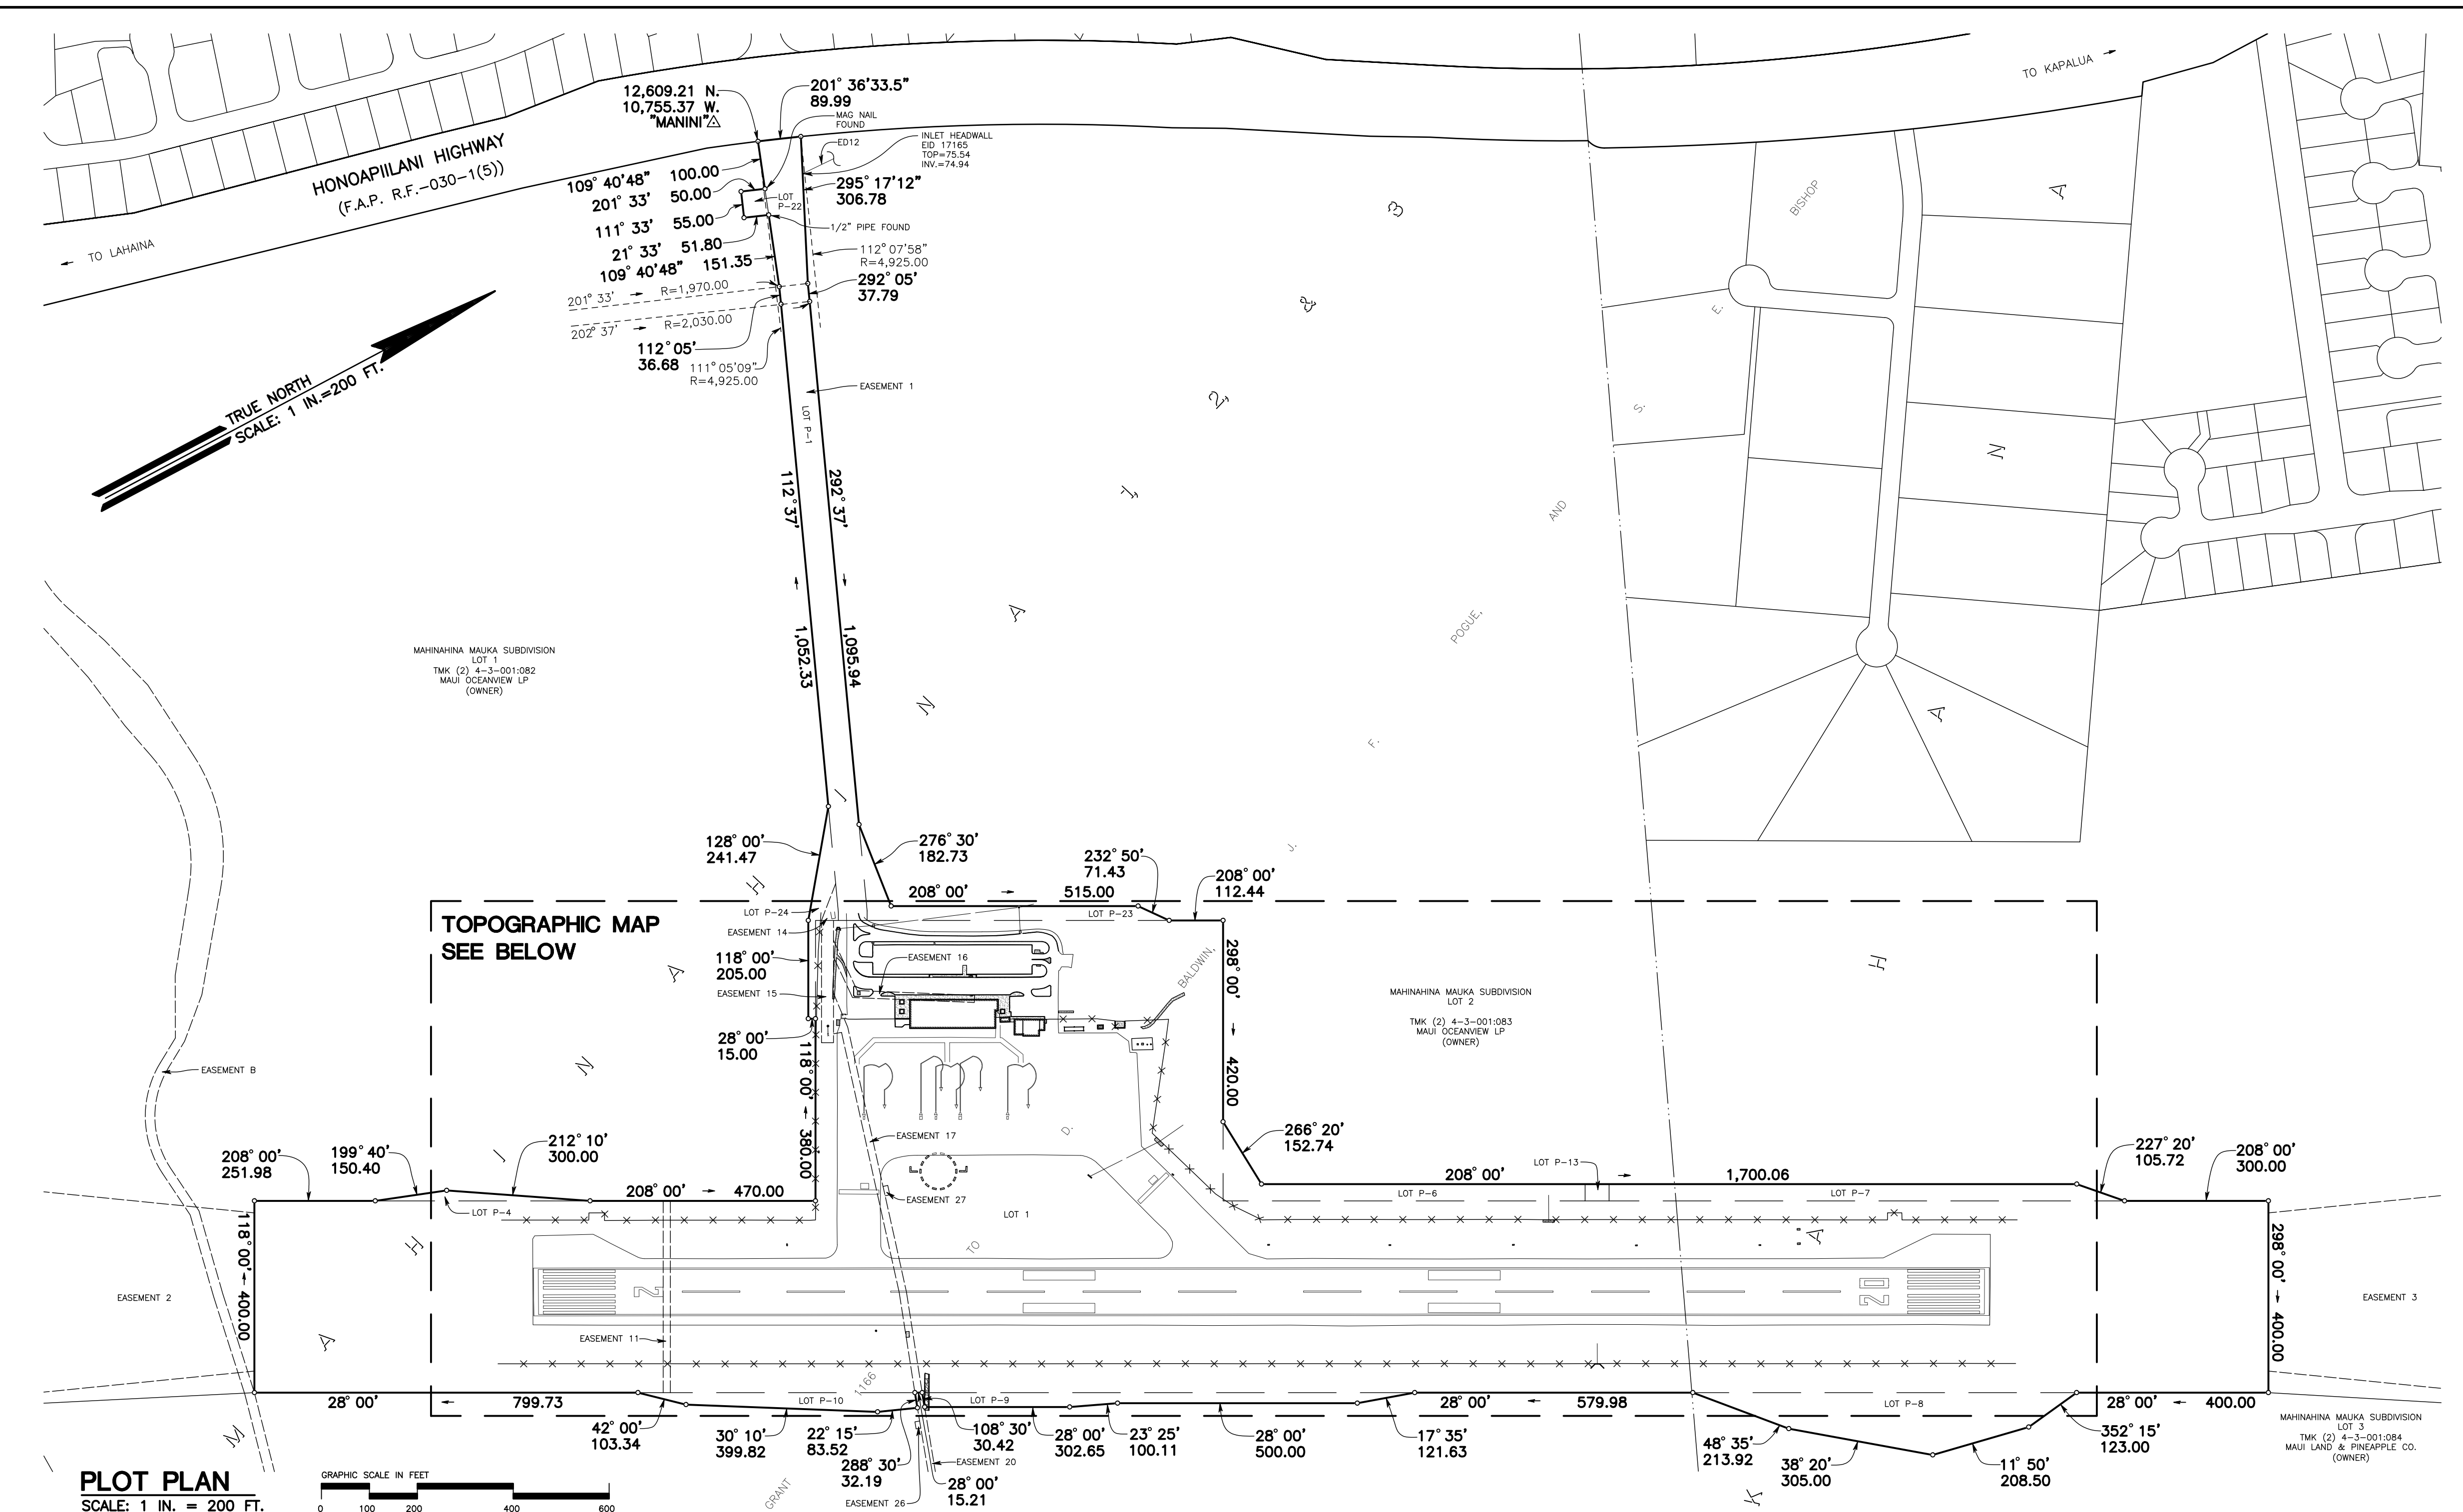 TO KAPALUA
12,609.21 N.
10,755.37 W.
"MANINI"
201° 36'33.5"
89.99
MAG NAIL
FOUND
ED12
INLET HEADWALL
EID 17165
TOP=75.54
INV.=74.94
HONOAPIILANI HIGHWAY
(F.A.P. R.F.-030-1(5))
TO LAHAINA
109° 40'48" 100.00
201° 33' 50.00
111° 33' 55.00
21° 33' 51.80
109° 40'48" 151.35
LOT
P-22
295° 17'12"
306.78
1/2" PIPE FOUND
112° 07'58"
R=4,925.00
292° 05'
37.79
201° 33' R=1,970.00
202° 37' R=2,030.00
112° 05'
36.68
111° 05'09"
R=4,925.00
EASEMENT 1
LOT P-1
TRUE NORTH
SCALE: 1 IN.=200 FT.
112° 37'
1,052.33
292° 37'
1,095.94
BISHOP
E.
S.
AND
POGUE,
F.
J.
BALDWIN,
D.
TO
1166
GRANT
MAHINAHINA 1, 2, & 3
KAHANA
MAHINAHINA MAUKA SUBDIVISION
LOT 1
TMK (2) 4-3-001:082
MAUI OCEANVIEW LP
(OWNER)
128° 00'
241.47
276° 30'
182.73
232° 50'
71.43
208° 00'
112.44
208° 00' 515.00
TOPOGRAPHIC MAP
SEE BELOW
LOT P-24
LOT P-23
EASEMENT 14
EASEMENT 16
118° 00'
205.00
EASEMENT 15
28° 00'
15.00
118° 00' 380.00
298° 00' 420.00
MAHINAHINA MAUKA SUBDIVISION
LOT 2
TMK (2) 4-3-001:083
MAUI OCEANVIEW LP
(OWNER)
EASEMENT B
EASEMENT 17
EASEMENT 27
LOT 1
266° 20'
152.74
208° 00'
251.98
199° 40'
150.40
212° 10'
300.00
208° 00' 470.00
LOT P-4
208° 00' LOT P-13 1,700.06
LOT P-6
LOT P-7
227° 20'
105.72
208° 00'
300.00
118° 00' 400.00
298° 00' 400.00
EASEMENT 2
EASEMENT 3
2
20
EASEMENT 11
28° 00' 799.73
LOT P-10
LOT P-9
28° 00' 579.98
LOT P-8
28° 00' 400.00
42° 00'
103.34
30° 10'
399.82
22° 15'
83.52
288° 30'
32.19
108° 30'
30.42
EASEMENT 20
28° 00'
15.21
EASEMENT 26
28° 00'
302.65
23° 25'
100.11
28° 00'
500.00
17° 35'
121.63
48° 35'
213.92
38° 20'
305.00
11° 50'
208.50
352° 15'
123.00
MAHINAHINA MAUKA SUBDIVISION
LOT 3
TMK (2) 4-3-001:084
MAUI LAND & PINEAPPLE CO.
(OWNER)
PLOT PLAN
SCALE: 1 IN. = 200 FT.
GRAPHIC SCALE IN FEET
0 100 200 400 600